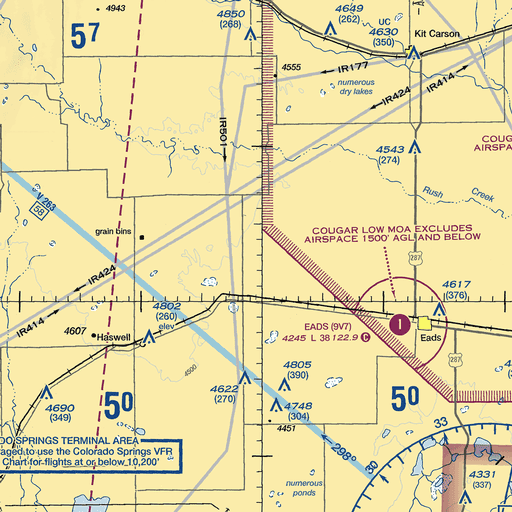 4943
4850
(268)
4649
(262)
UC
4630
(350)
Kit Carson
5⁷
4555
IR177
numerous
dry lakes
IR424
IR414
IR501
4543
(274)
COUG
AIRSPA
Rush Creek
V 263
58
grain bins
COUGAR LOW MOA EXCLUDES
AIRSPACE 1500' AGL AND BELOW
287
IR424
4617
(376)
IR414
4802
(260)
elev
4607
Haswell
EADS (9V7)
4245 L 38 122.9 C
Eads
287
4500
4805
(390)
4622
(270)
5⁰
5⁰
4690
(349)
4748
(304)
4451
33
DO SPRINGS TERMINAL AREA
aged to use the Colorado Springs VFR
Chart for flights at or below 10,200'
298°
30
numerous
ponds
4331
(337)